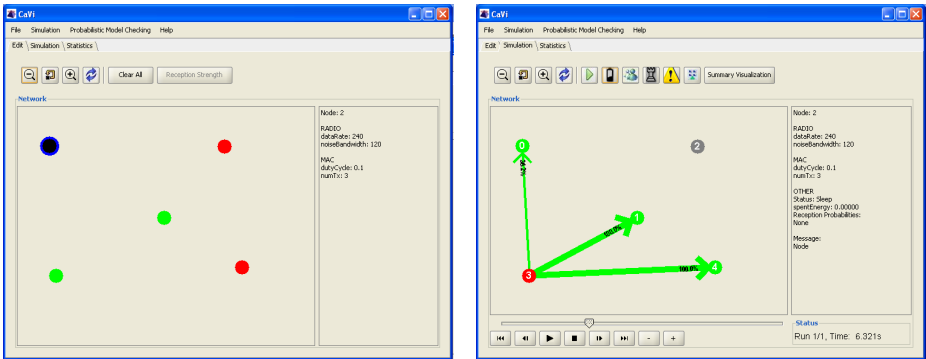 CaVi
File Simulation Probabilistic Model Checking Help
Edit Simulation Statistics
Clear All Reception Strength
Network
Node: 2
RADIO
dataRate: 240
noiseBandwidth: 120
MAC
dutyCycle: 0.1
numTx: 3
CaVi
File Simulation Probabilistic Model Checking Help
Edit Simulation Statistics
Summary Visualization
Network
0
2
1
100.0%
3
100.0%
4
Node: 2
RADIO
dataRate: 240
noiseBandwidth: 120
MAC
dutyCycle: 0.1
numTx: 3
OTHER
Status: Sleep
spentEnergy: 0.00000
Reception Probabilities:
None
Message:
Node
- +
Status
Run 1/1, Time: 6.321s